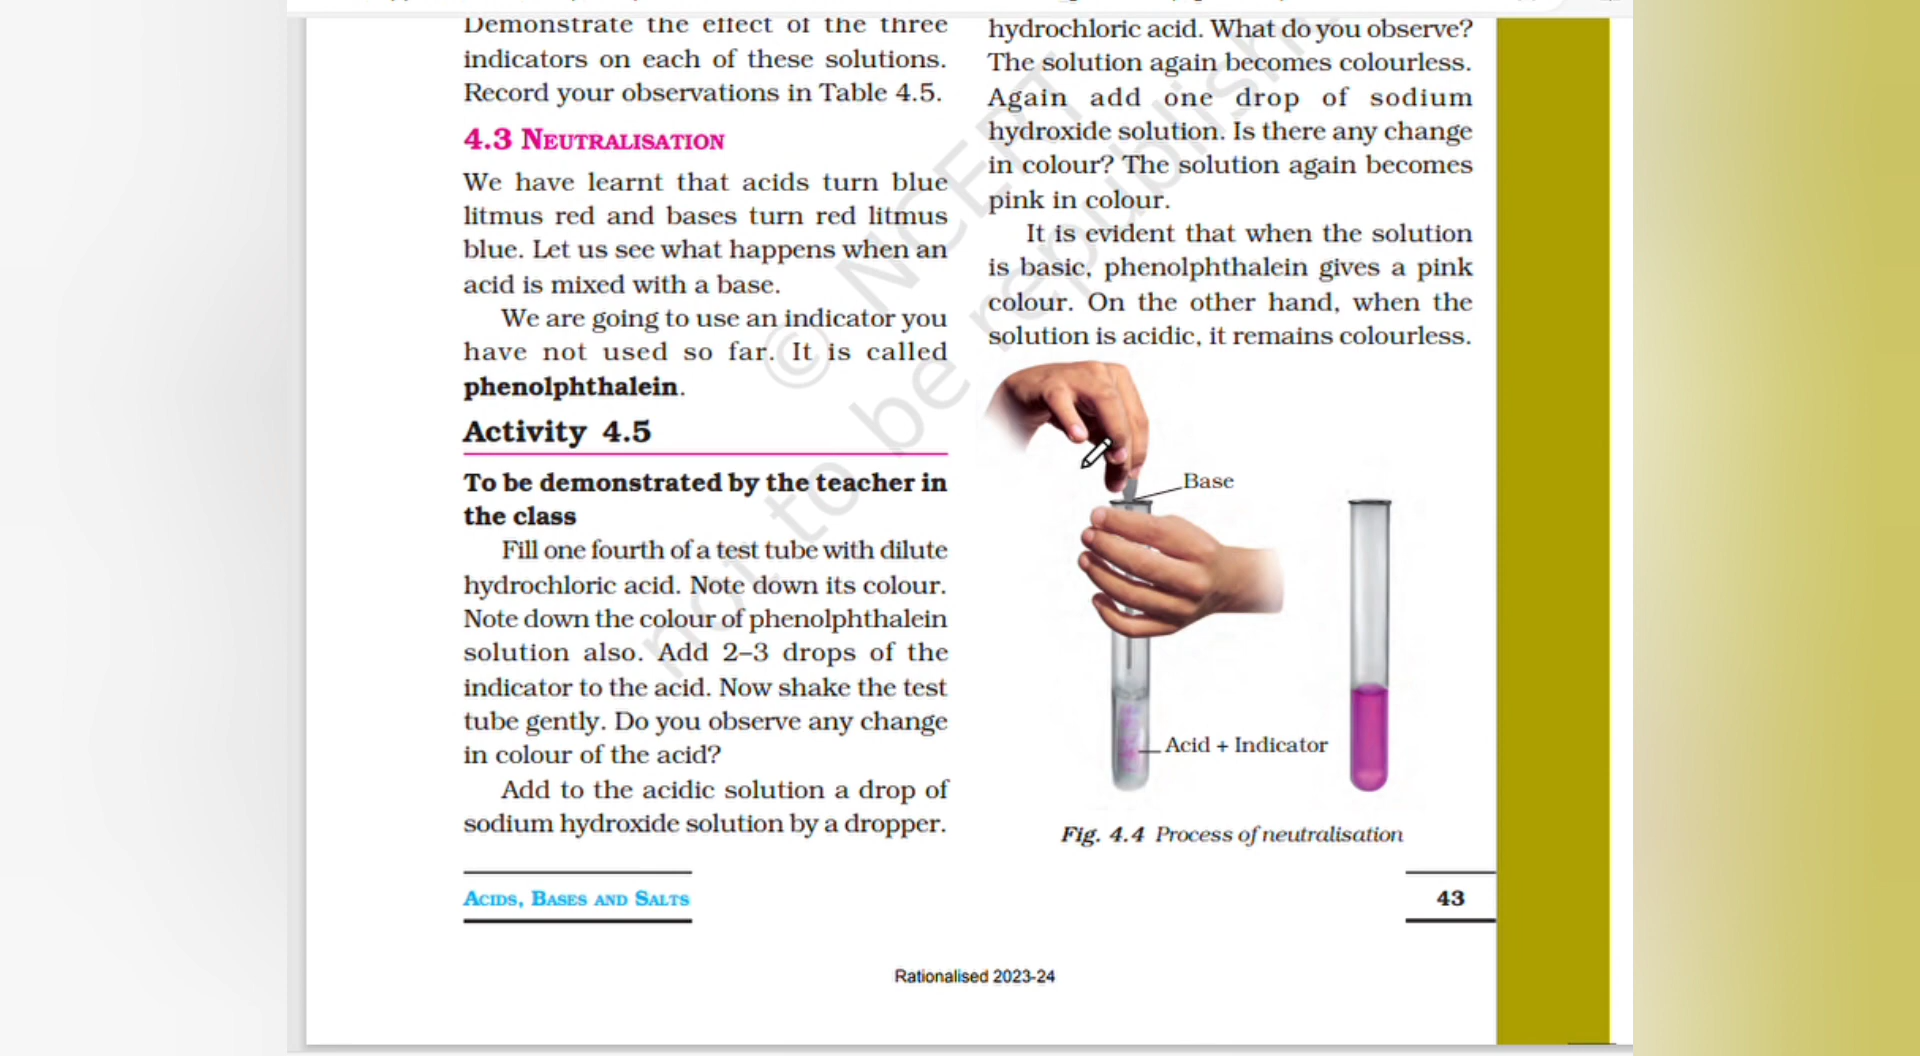 Demonstrate the effect of the three
indicators on each of these solutions.
Record your observations in Table 4.5.
4.3 NEUTRALISATION
We have learnt that acids turn blue
litmus red and bases turn red litmus
blue. Let us see what happens when an
acid is mixed with a base.
We are going to use an indicator you
have not used so far. It is called
phenolphthalein.
Activity 4.5
To be demonstrated by the teacher in
the class
Fill one fourth of a test tube with dilute
hydrochloric acid. Note down its colour.
Note down the colour of phenolphthalein
solution also. Add 2–3 drops of the
indicator to the acid. Now shake the test
tube gently. Do you observe any change
in colour of the acid?
Add to the acidic solution a drop of
sodium hydroxide solution by a dropper.
hydrochloric acid. What do you observe?
The solution again becomes colourless.
Again add one drop of sodium
hydroxide solution. Is there any change
in colour? The solution again becomes
pink in colour.
It is evident that when the solution
is basic, phenolphthalein gives a pink
colour. On the other hand, when the
solution is acidic, it remains colourless.
Base
Acid + Indicator
Fig. 4.4 Process of neutralisation
ACIDS, BASES AND SALTS
43
Rationalised 2023-24
© NCERT
not to be republish